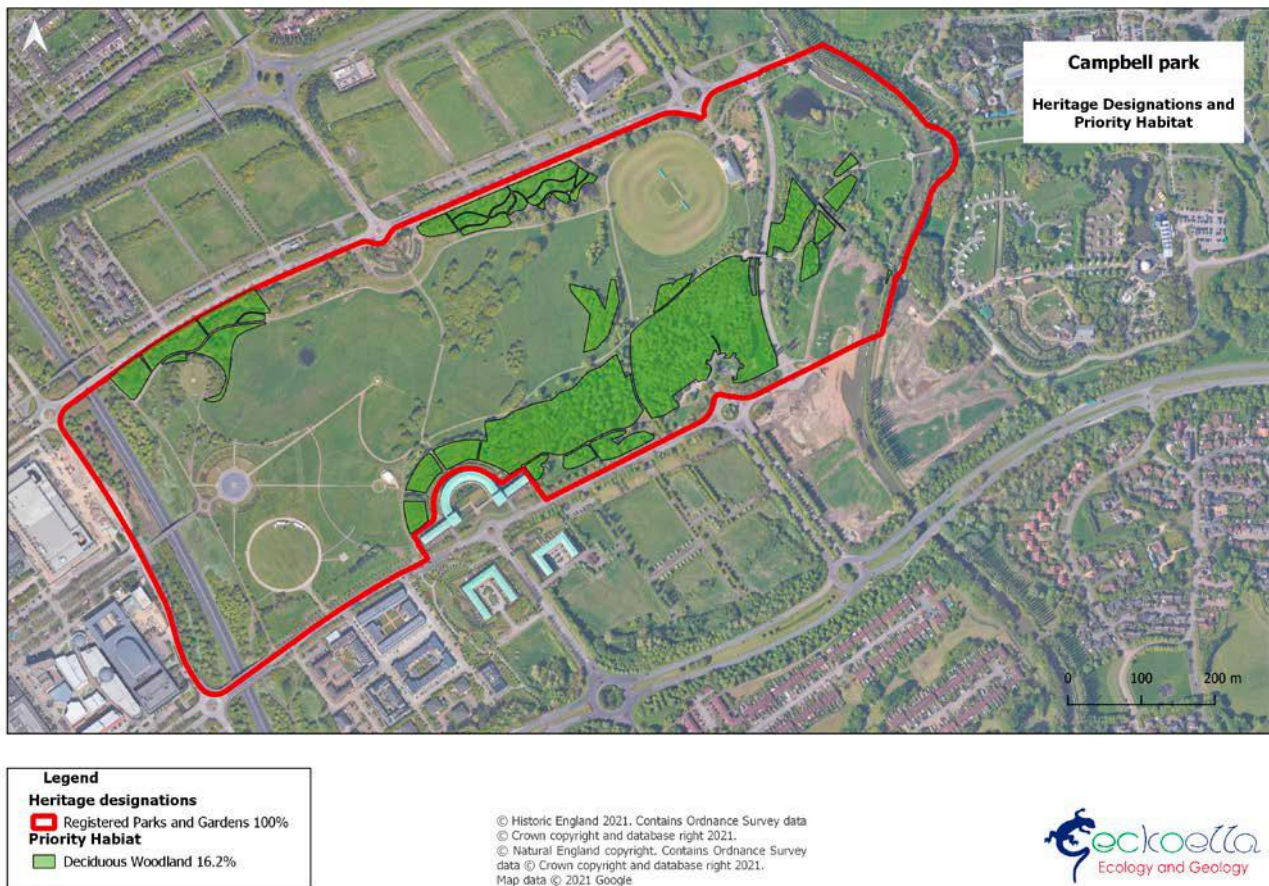 Campbell park
Heritage Designations and
Priority Habitat
0 100 200 m
Legend
Heritage designations
Registered Parks and Gardens 100%
Priority Habiat
Deciduous Woodland 16.2%
© Historic England 2021. Contains Ordnance Survey data
© Crown copyright and database right 2021.
© Natural England copyright. Contains Ordnance Survey
data © Crown copyright and database right 2021.
Map data © 2021 Google
Geckoella
Ecology and Geology